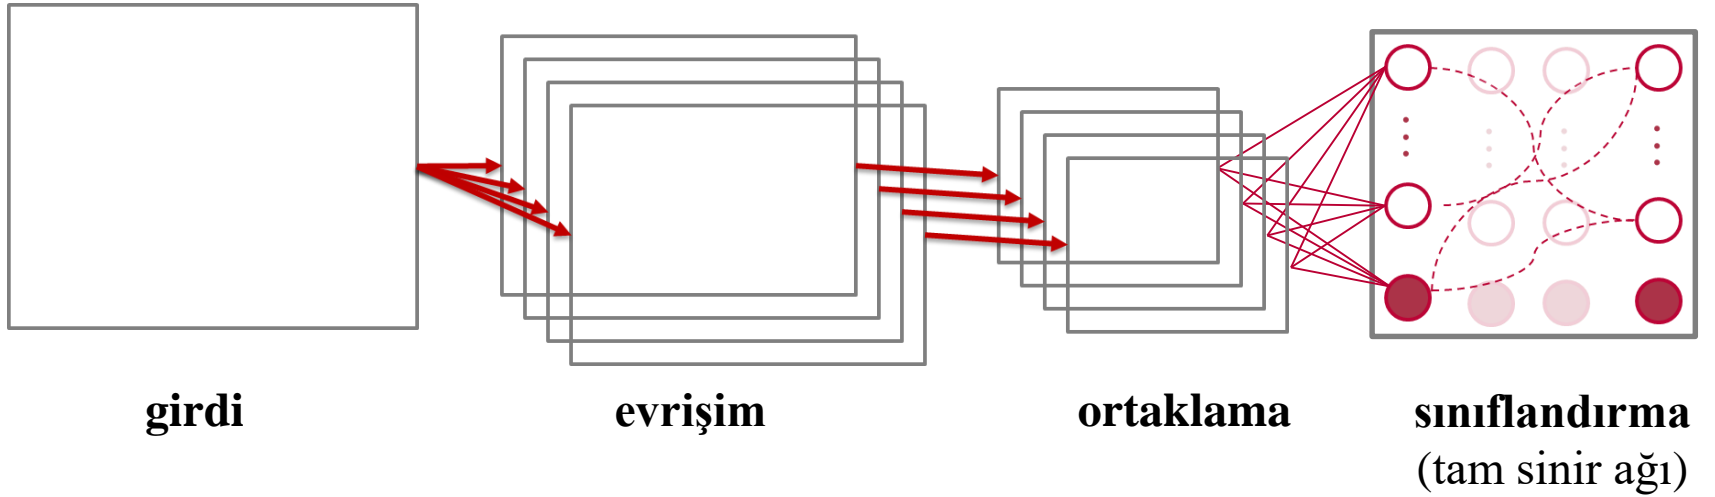 girdi
evrişim
ortaklama
sınıflandırma
(tam sinir ağı)